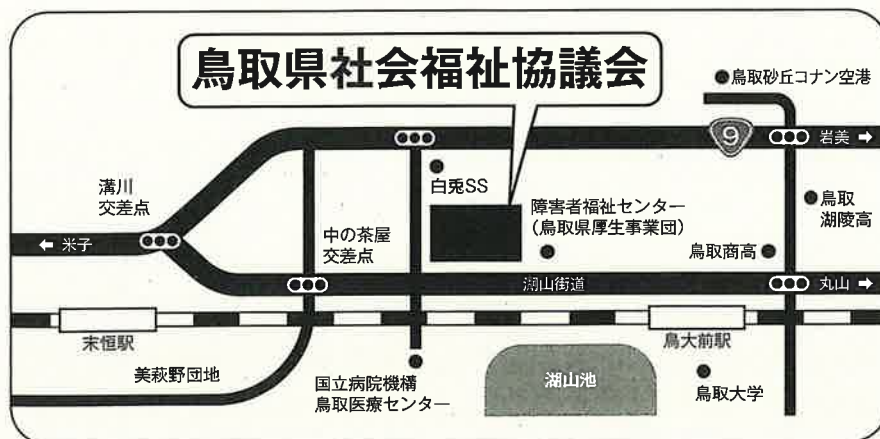 鳥取県社会福祉協議会
鳥取砂丘コナン空港
9
岩美 →
溝川
交差点
白兎SS
障害者福祉センター
(鳥取県厚生事業団)
鳥取
湖陵高
← 米子
中の茶屋
交差点
鳥取商高
湖山街道
丸山 →
末恒駅
鳥大前駅
美萩野団地
国立病院機構
鳥取医療センター
湖山池
鳥取大学